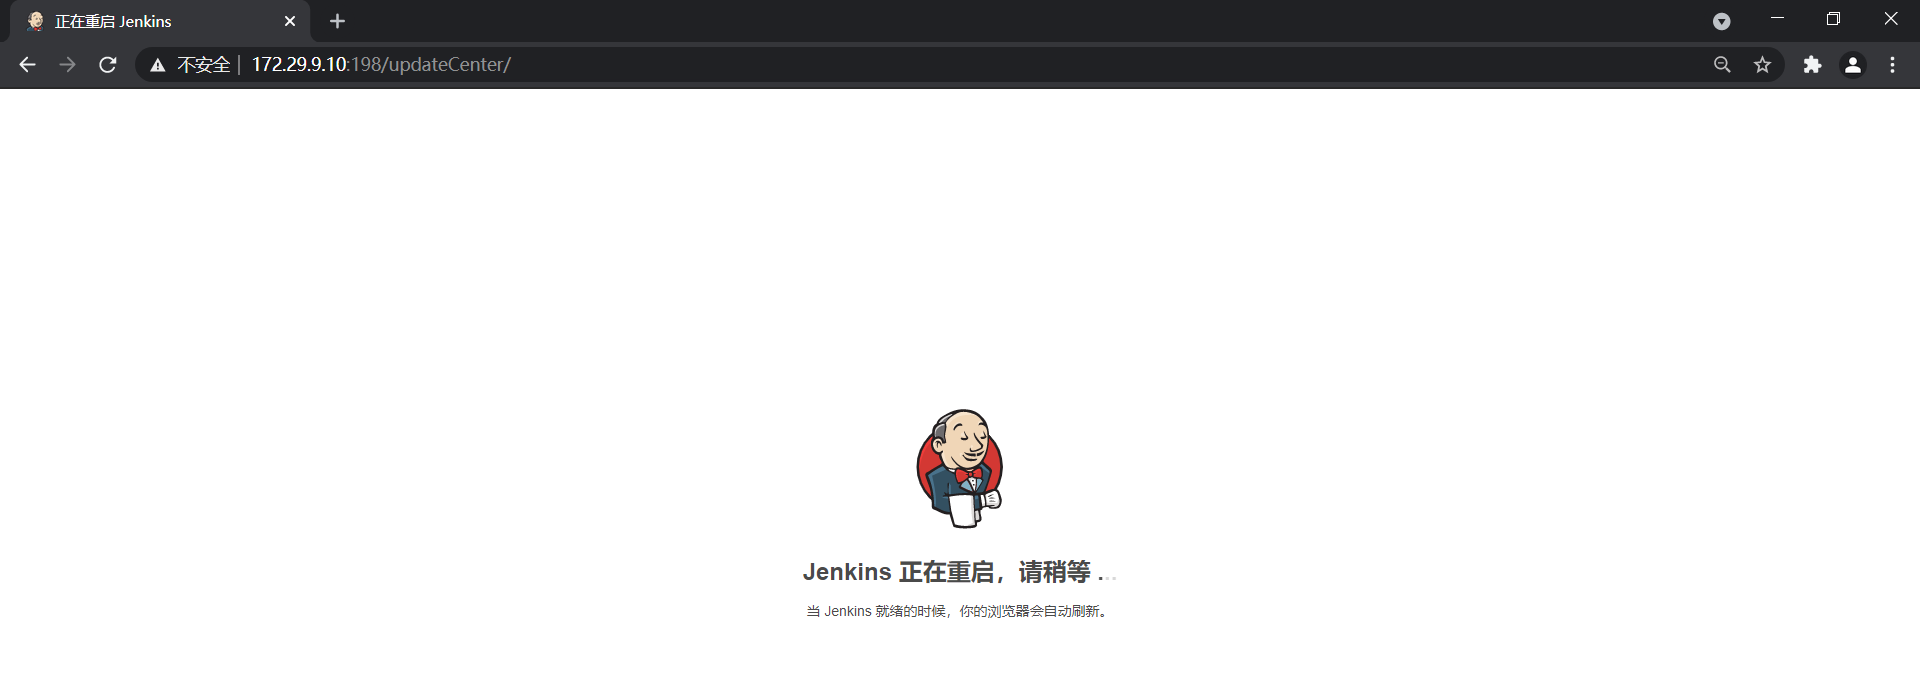 正在重启 Jenkins
不安全 172.29.9.10:198/updateCenter/
Jenkins 正在重启，请稍等 ...
当 Jenkins 就绪的时候，你的浏览器会自动刷新。